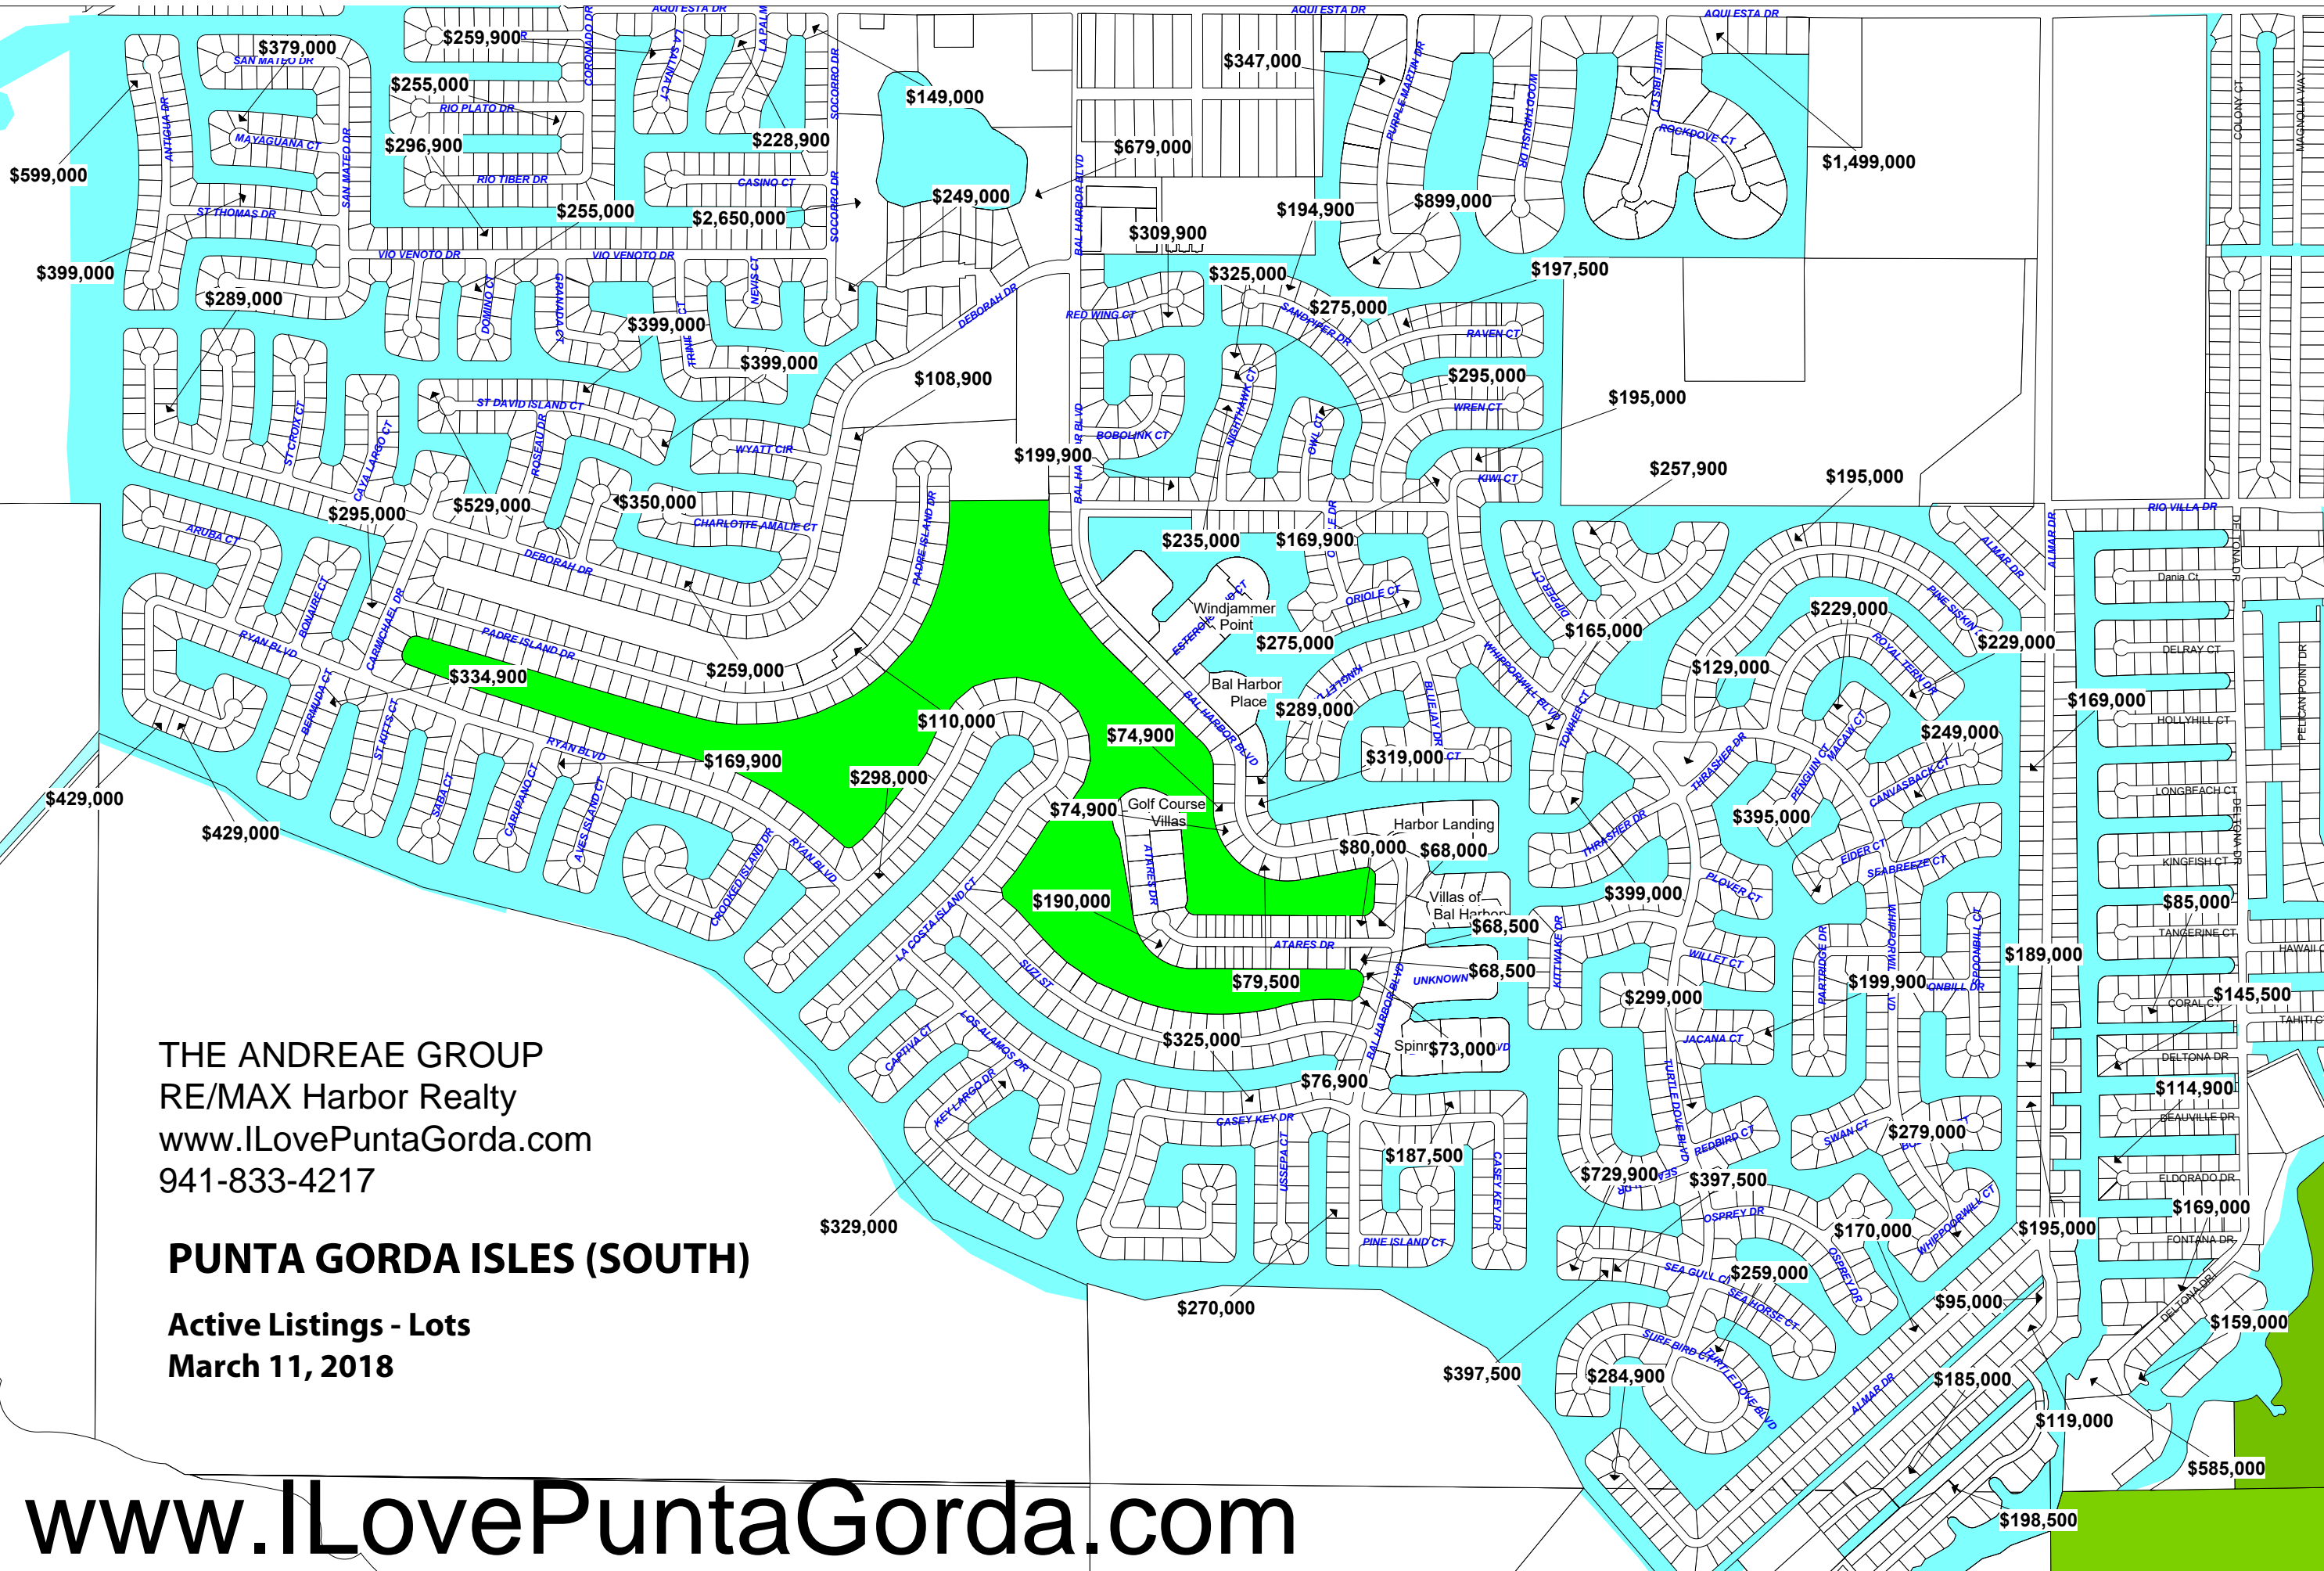 AQUI ESTA DR
AQUI ESTA DR
AQUI ESTA DR
$379,000
SAN MATEO DR
$259,900
CORONADO DR
LA SALINA CT
LA PALM
SOCORRO DR
$255,000
RIO PLATO DR
$149,000
$347,000
PURPLE MARTIN DR
WOODTHRUSH DR
WHITE IBIS CT
ROCKDOVE CT
$1,499,000
COLONY CT
MAGNOLIA WAY
ANTIGUA DR
MAYAGUANA CT
SAN MATEO DR
$296,900
$228,900
$679,000
$599,000
RIO TIBER DR
CASINO CT
SOCORRO DR
BAL HARBOR BLVD
$249,000
ST THOMAS DR
$255,000
$2,650,000
$194,900
$899,000
$309,900
$399,000
VIO VENOTO DR
VIO VENOTO DR
NEVIS CT
$325,000
$197,500
$289,000
DOMINO CT
GRANADA CT
DEBORAH DR
RED WING CT
$275,000
SANDPIPER DR
RAVEN CT
$399,000
$399,000
$108,900
$295,000
ST DAVID ISLAND CT
$195,000
WREN CT
ST CROIX CT
CAYA LARGO CT
ROSEAU DR
WYATT CIR
BOBOLINK CT
NIGHTHAWK CT
OWL CT
$199,900
$257,900
$195,000
KIWI CT
$529,000
$350,000
$295,000
CHARLOTTE AMALIE CT
PADRE ISLAND DR
RIO VILLA DR
ARUBA CT
DEBORAH DR
$235,000
$169,900
ALMAR DR
ALMAR DR
DELTONA DR
Dania Ct
BONAIRE CT
CARMICHAEL DR
Windjammer
Point
ORIOLE CT
DIPPER CT
$229,000
PINE SISKIN
RYAN BLVD
PADRE ISLAND DR
$275,000
$165,000
ROYAL TERN DR
$229,000
DELRAY CT
PELICAN POINT DR
$334,900
$259,000
KINGLET
WHIPPORWILL BLVD
$129,000
BERMUDA CT
ST KITTS CT
Bal Harbor
Place
$289,000
BLUEJAY DR
TOWHEE CT
$169,000
HOLLYHILL CT
$110,000
BAL HARBOR BLVD
$74,900
THRASHER DR
PENGUIN CT
MACAW CT
$249,000
RYAN BLVD
$169,900
$298,000
$319,000
CT
CANVASBACK CT
LONGBEACH CT
$429,000
SABA CT
CARUPANO CT
AVES ISLAND CT
$74,900
Golf Course
Villas
Harbor Landing
THRASHER DR
$395,000
DELTONA DR
$429,000
CROOKED ISLAND DR
RYAN BLVD
$80,000
$68,000
EIDER CT
SEABREEZE CT
KINGFISH CT
ATARES DR
$190,000
Villas of
Bal Harbor
$399,000
PLOVER CT
$85,000
LA COSTA ISLAND CT
$68,500
KITTIWAKE DR
TANGERINE CT
ATARES DR
HAWAII C
SUZI ST
$79,500
$68,500
UNKNOWN
WILLET CT
PARTRIDGE DR
$189,000
$299,000
$199,900
SPOONBILL CT
$145,500
CORAL CT
TAHITI C
LOS ALAMOS DR
CAPTIVA CT
$325,000
BAL HARBOR BLVD
$73,000
JACANA CT
DELTONA DR
THE ANDREAE GROUP
RE/MAX Harbor Realty
www.ILovePuntaGorda.com
941-833-4217
KEY LARGO DR
$76,900
TURTLE DOVE BLVD
$114,900
BEAUVILLE DR
CASEY KEY DR
REDBIRD CT
SWAN CT
$279,000
USSEPA CT
$187,500
CASEY KEY DR
$729,900
$397,500
ELDORADO DR
$329,000
OSPREY DR
$170,000
WHIPPOORWILL CT
$195,000
$169,000
PINE ISLAND CT
FONTANA DR
PUNTA GORDA ISLES (SOUTH)
SEA GULL CT
$259,000
OSPREY DR
SEA HORSE CT
$95,000
DELTONA DR
$270,000
Active Listings - Lots
March 11, 2018
SURF BIRD CT
TURTLE DOVE BLVD
$159,000
$397,500
$284,900
ALMAR DR
$185,000
$119,000
$585,000
$198,500
www.ILovePuntaGorda.com